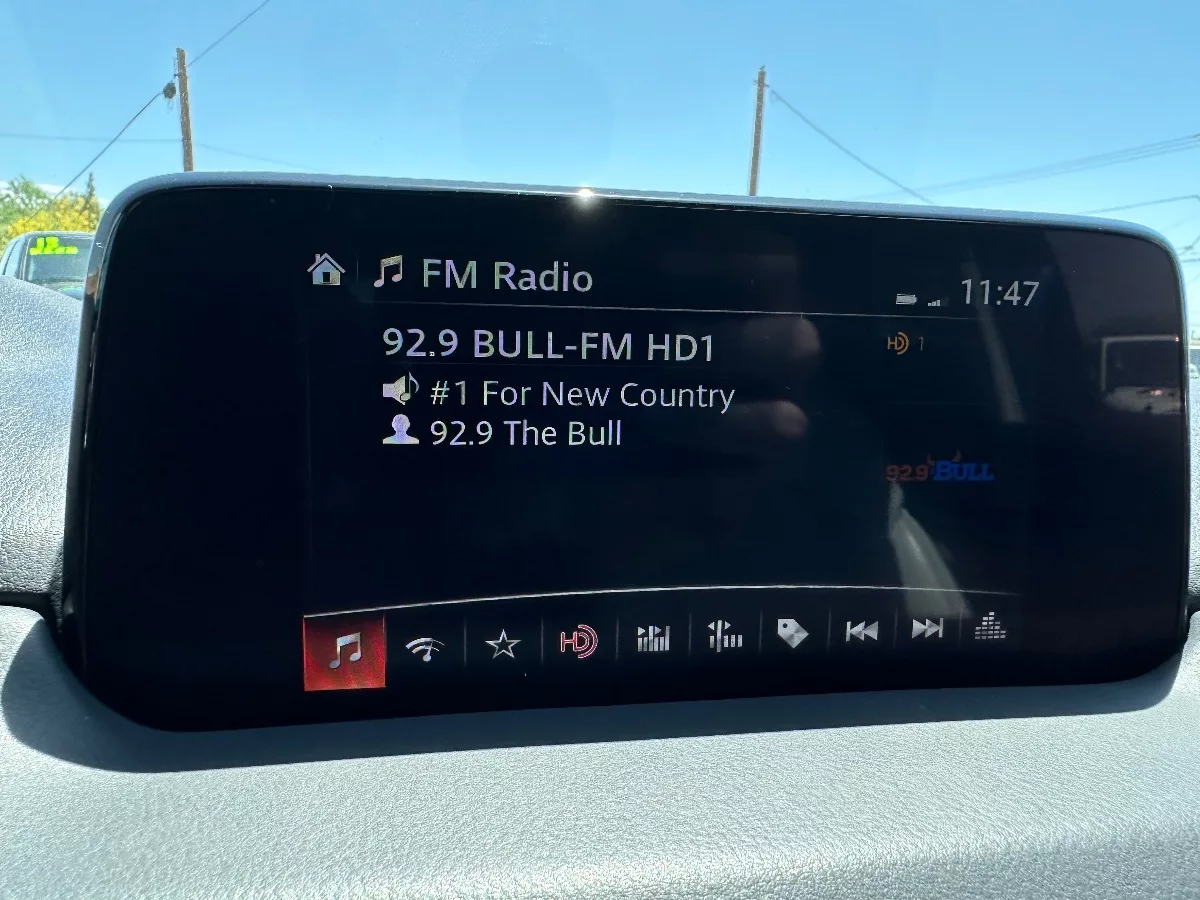 FM Radio
11:47
92.9 BULL-FM HD1
HD 1
#1 For New Country
92.9 The Bull
92.9 BULL
HD